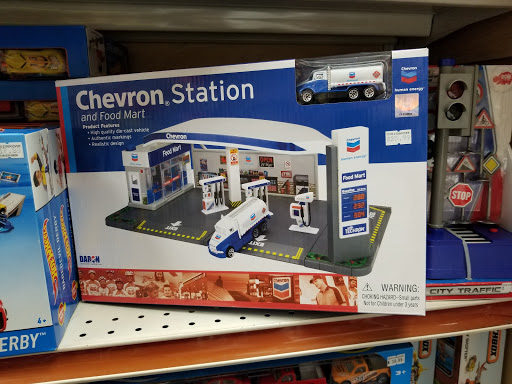 Chevron Station
and Food Mart
Product Features
• High quality die-cast vehicle
• Authentic markings
• Realistic design
Chevron
human energy
Chevron
Food Mart
Food Mart
TECHRON
EXIT
DARON
WARNING:
CHOKING HAZARD-Small parts
Not for Children under 3 years
STOP
CITY TRAFFIC
4+
ERBY™